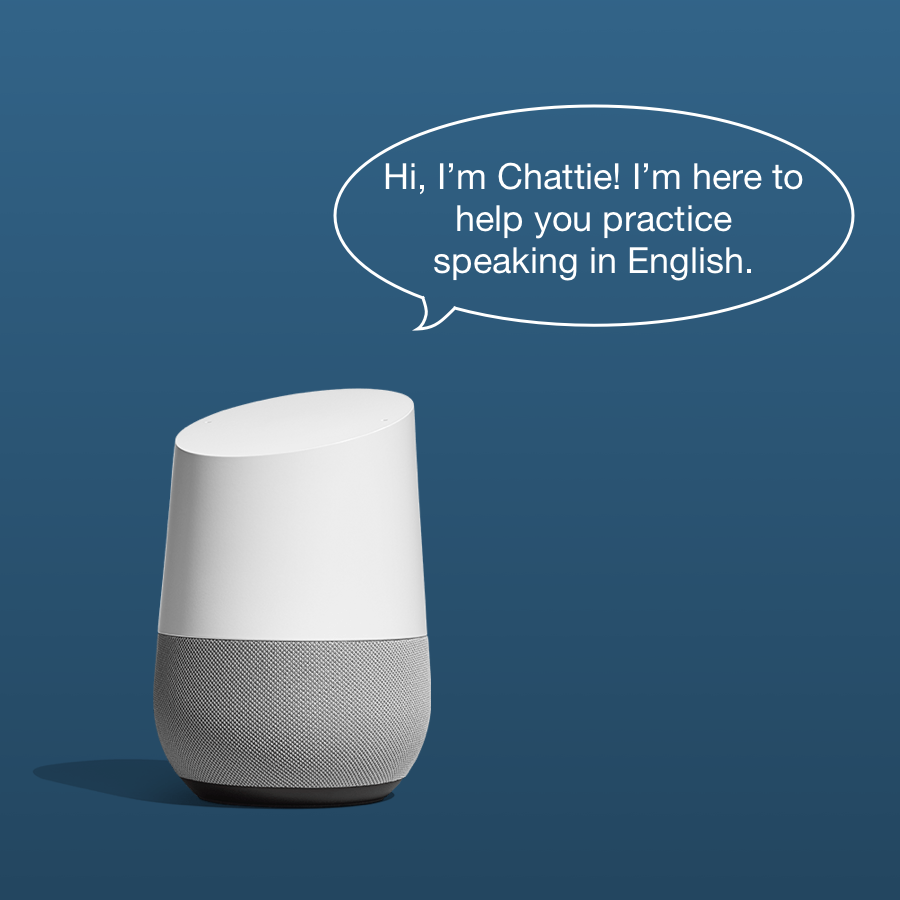 Hi, I’m Chattie! I’m here to
help you practice
speaking in English.